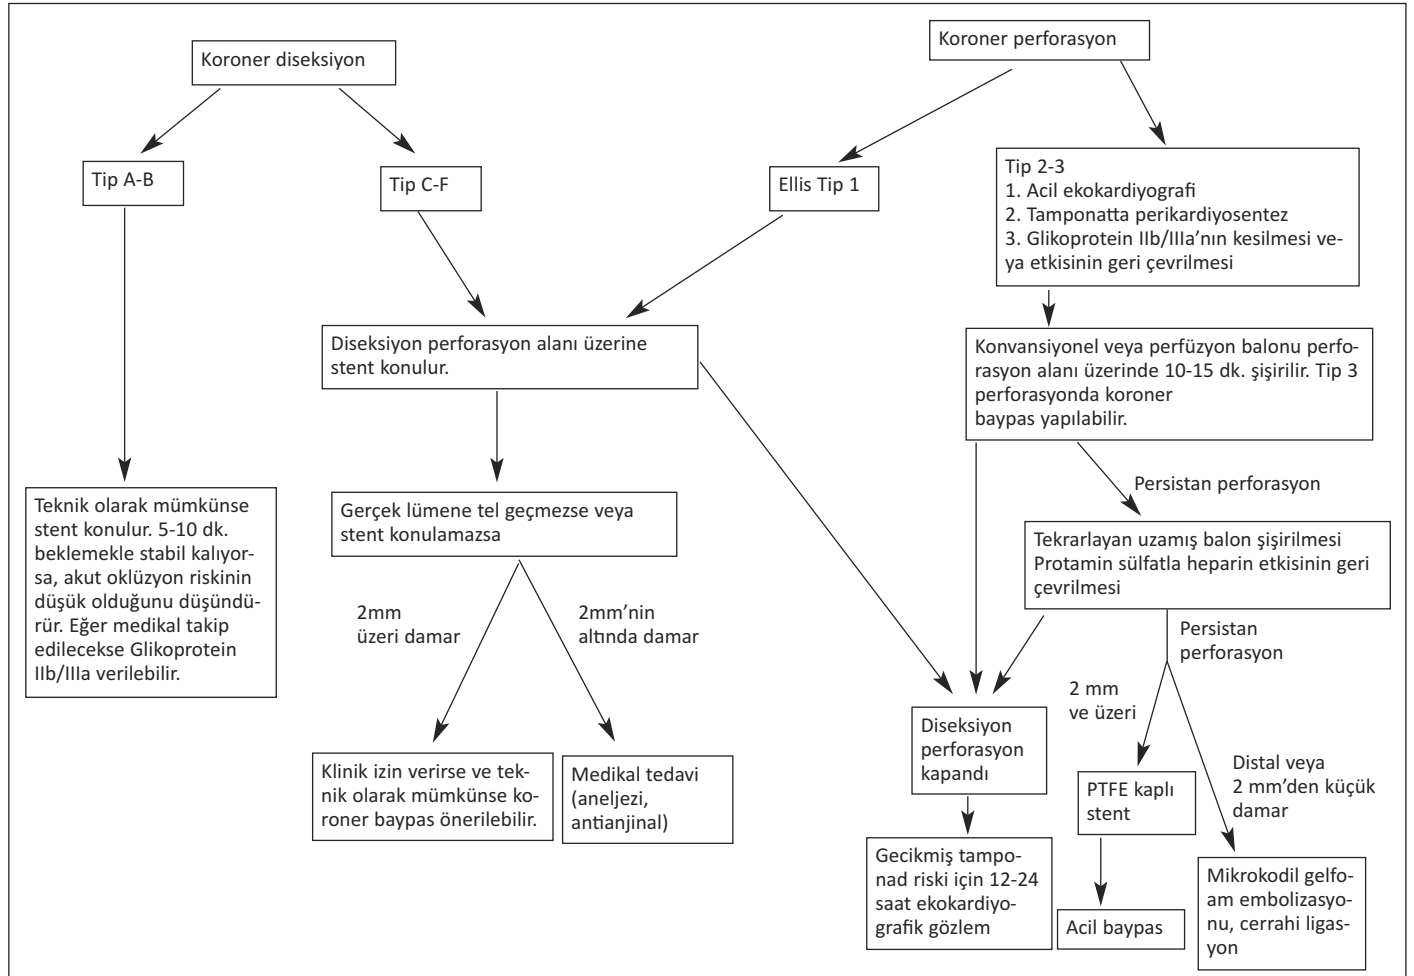 Koroner diseksiyon
Koroner perforasyon
Tip A-B
Tip C-F
Ellis Tip 1
Tip 2-3
1. Acil ekokardiyografi
2. Tamponatta perikardiyosentez
3. Glikoprotein IIb/IIIa’nın kesilmesi ve-
ya etkisinin geri çevrilmesi
Diseksiyon perforasyon alanı üzerine
stent konulur.
Konvansiyonel veya perfüzyon balonu perfo-
rasyon alanı üzerinde 10-15 dk. şişirilir. Tip 3
perforasyonda koroner
baypas yapılabilir.
Teknik olarak mümkünse
stent konulur. 5-10 dk.
beklemekle stabil kalıyor-
sa, akut oklüzyon riskinin
düşük olduğunu düşündü-
rür. Eğer medikal takip
edilecekse Glikoprotein
IIb/IIIa verilebilir.
Gerçek lümene tel geçmezse veya
stent konulamazsa
Persistan perforasyon
Tekrarlayan uzamış balon şişirilmesi
Protamin sülfatla heparin etkisinin geri
çevrilmesi
2mm
üzeri damar
2mm’nin
altında damar
Persistan
perforasyon
2 mm
ve üzeri
Diseksiyon
perforasyon
kapandı
Distal veya
2 mm’den küçük
damar
Klinik izin verirse ve tek-
nik olarak mümkünse ko-
roner baypas önerilebilir.
Medikal tedavi
(aneljezi,
antianjinal)
PTFE kaplı
stent
Gecikmiş tampo-
nad riski için 12-24
saat ekokardiyo-
grafik gözlem
Acil baypas
Mikrokodil gelfo-
am embolizasyo-
nu, cerrahi ligas-
yon